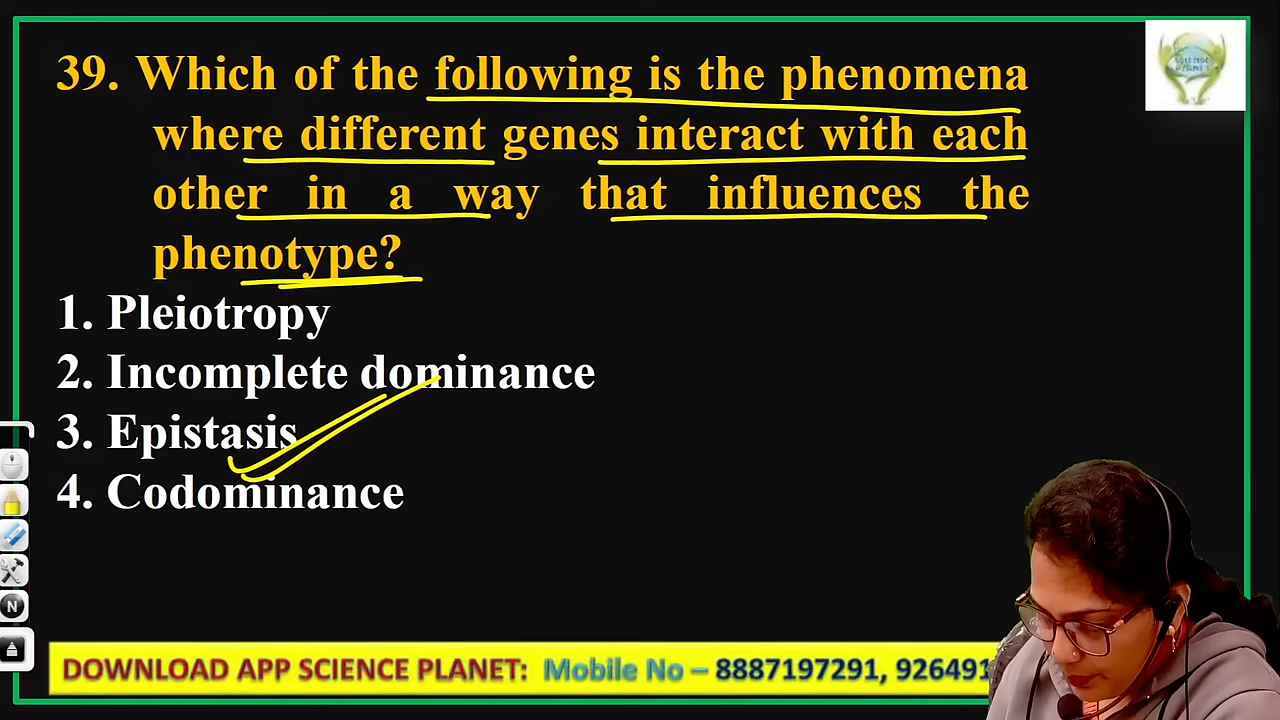 39. Which of the following is the phenomena
where different genes interact with each
other in a way that influences the
phenotype?
1. Pleiotropy
2. Incomplete dominance
3. Epistasis
4. Codominance
SCIENCE
PLANET
N
DOWNLOAD APP SCIENCE PLANET: Mobile No – 8887197291, 926491